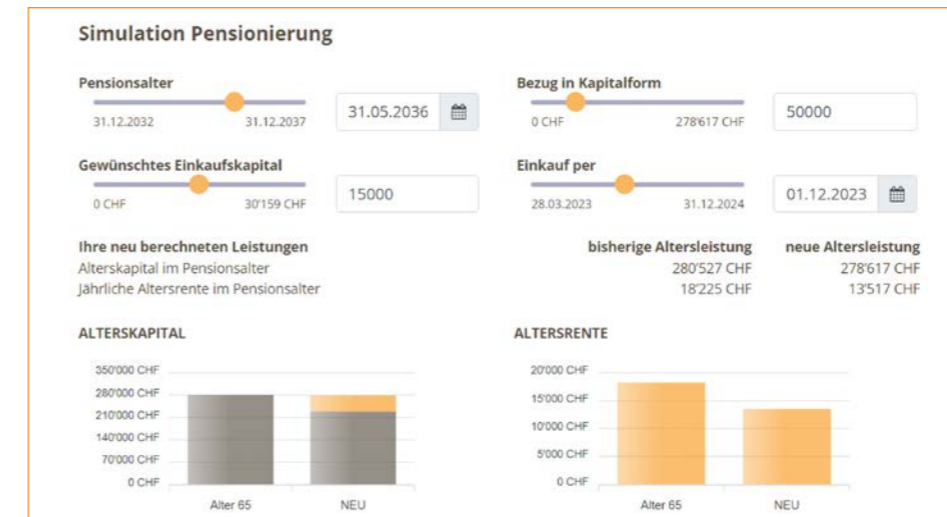 Simulation Pensionierung
Pensionsalter
31.12.2032 31.12.2037
31.05.2036
Bezug in Kapitalform
0 CHF 278'617 CHF
50000
Gewünschtes Einkaufskapital
0 CHF 30'159 CHF
15000
Einkauf per
28.03.2023 31.12.2024
01.12.2023
Ihre neu berechneten Leistungen bisherige Altersleistung neue Altersleistung
Alterskapital im Pensionsalter 280'527 CHF 278'617 CHF
Jährliche Altersrente im Pensionsalter 18'225 CHF 13'517 CHF
ALTERSKAPITAL
350'000 CHF
280'000 CHF
210'000 CHF
140'000 CHF
70'000 CHF
0 CHF
Alter 65 NEU
ALTERSRENTE
20'000 CHF
15'000 CHF
10'000 CHF
5'000 CHF
0 CHF
Alter 65 NEU